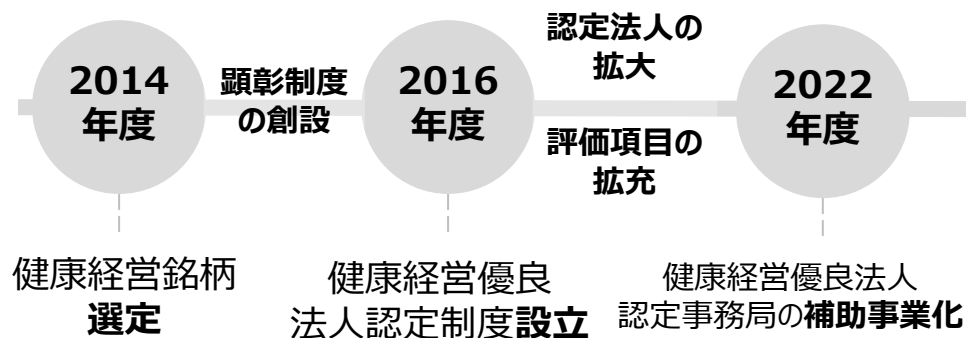 2014
年度
顕彰制度
の創設
2016
年度
認定法人の
拡大
評価項目の
拡充
2022
年度
健康経営銘柄
選定
健康経営優良
法人認定制度設立
健康経営優良法人
認定事務局の補助事業化